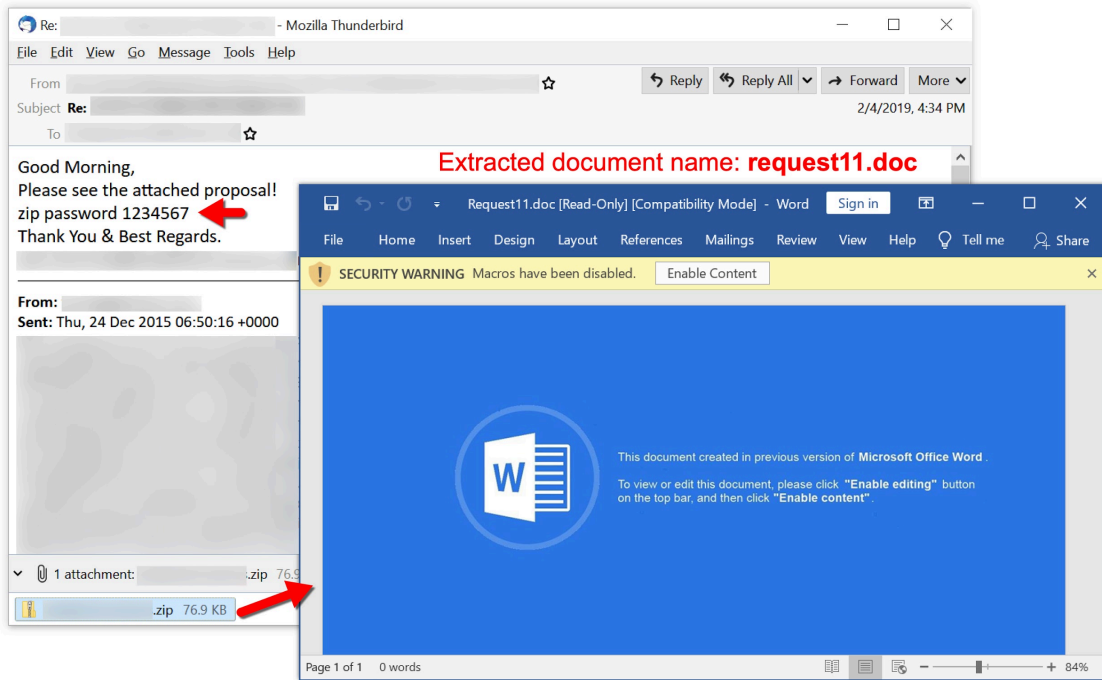 Re: - Mozilla Thunderbird
File Edit View Go Message Tools Help
From Reply Reply All Forward More
Subject Re: 2/4/2019, 4:34 PM
To
Good Morning,
Please see the attached proposal!
zip password 1234567
Thank You & Best Regards.
From:
Sent: Thu, 24 Dec 2015 06:50:16 +0000
1 attachment: .zip 76.9
.zip 76.9 KB
Extracted document name: request11.doc
Request11.doc [Read-Only] [Compatibility Mode] - Word Sign in
File Home Insert Design Layout References Mailings Review View Help Tell me Share
SECURITY WARNING Macros have been disabled. Enable Content
W
This document created in previous version of Microsoft Office Word .
To view or edit this document, please click "Enable editing" button
on the top bar, and then click "Enable content" .
Page 1 of 1 0 words 84%